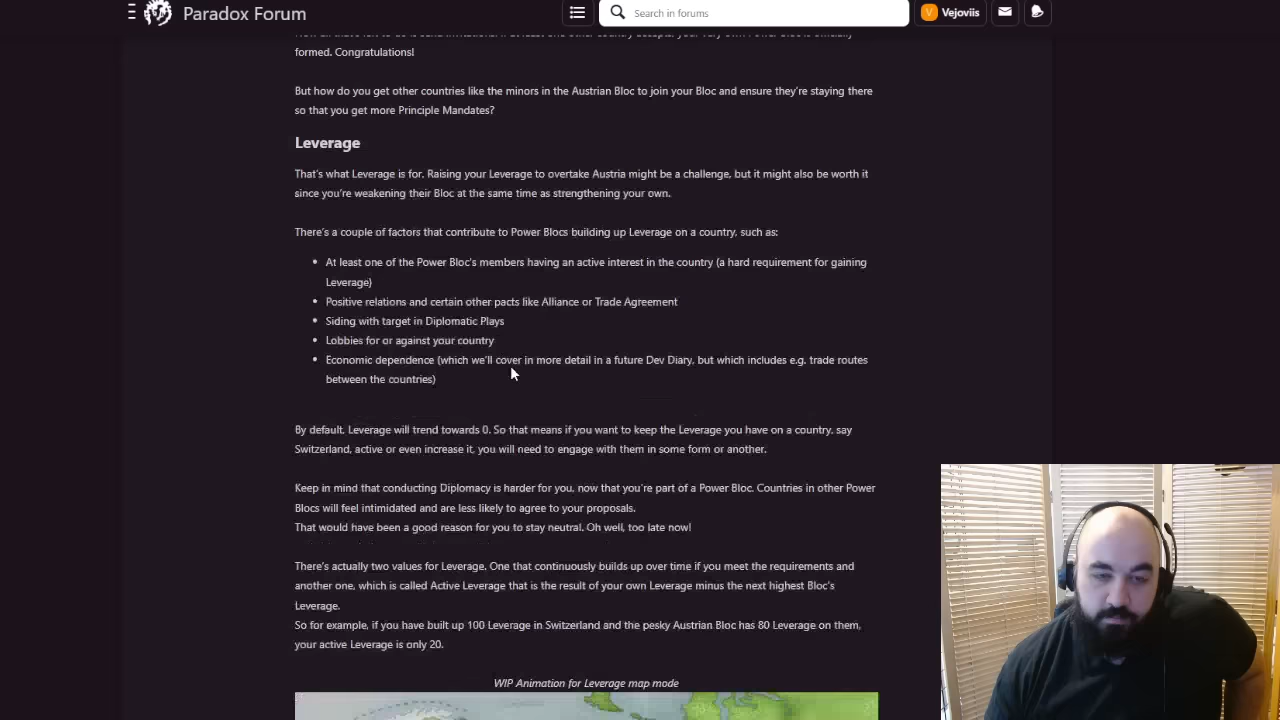 Paradox Forum
Search in forums
V Vejoviis
formed. Congratulations!
But how do you get other countries like the minors in the Austrian Bloc to join your Bloc and ensure they're staying there
so that you get more Principle Mandates?
Leverage
That's what Leverage is for. Raising your Leverage to overtake Austria might be a challenge, but it might also be worth it
since you're weakening their Bloc at the same time as strengthening your own.
There's a couple of factors that contribute to Power Blocs building up Leverage on a country, such as:
• At least one of the Power Bloc's members having an active interest in the country (a hard requirement for gaining
Leverage)
• Positive relations and certain other pacts like Alliance or Trade Agreement
• Siding with target in Diplomatic Plays
• Lobbies for or against your country
• Economic dependence (which we'll cover in more detail in a future Dev Diary, but which includes e.g. trade routes
between the countries)
By default, Leverage will trend towards 0. So that means if you want to keep the Leverage you have on a country, say
Switzerland, active or even increase it, you will need to engage with them in some form or another.
Keep in mind that conducting Diplomacy is harder for you, now that you're part of a Power Bloc. Countries in other Power
Blocs will feel intimidated and are less likely to agree to your proposals.
That would have been a good reason for you to stay neutral. Oh well, too late now!
There's actually two values for Leverage. One that continuously builds up over time if you meet the requirements and
another one, which is called Active Leverage that is the result of your own Leverage minus the next highest Bloc's
Leverage.
So for example, if you have built up 100 Leverage in Switzerland and the pesky Austrian Bloc has 80 Leverage on them,
your active Leverage is only 20.
WIP Animation for Leverage map mode